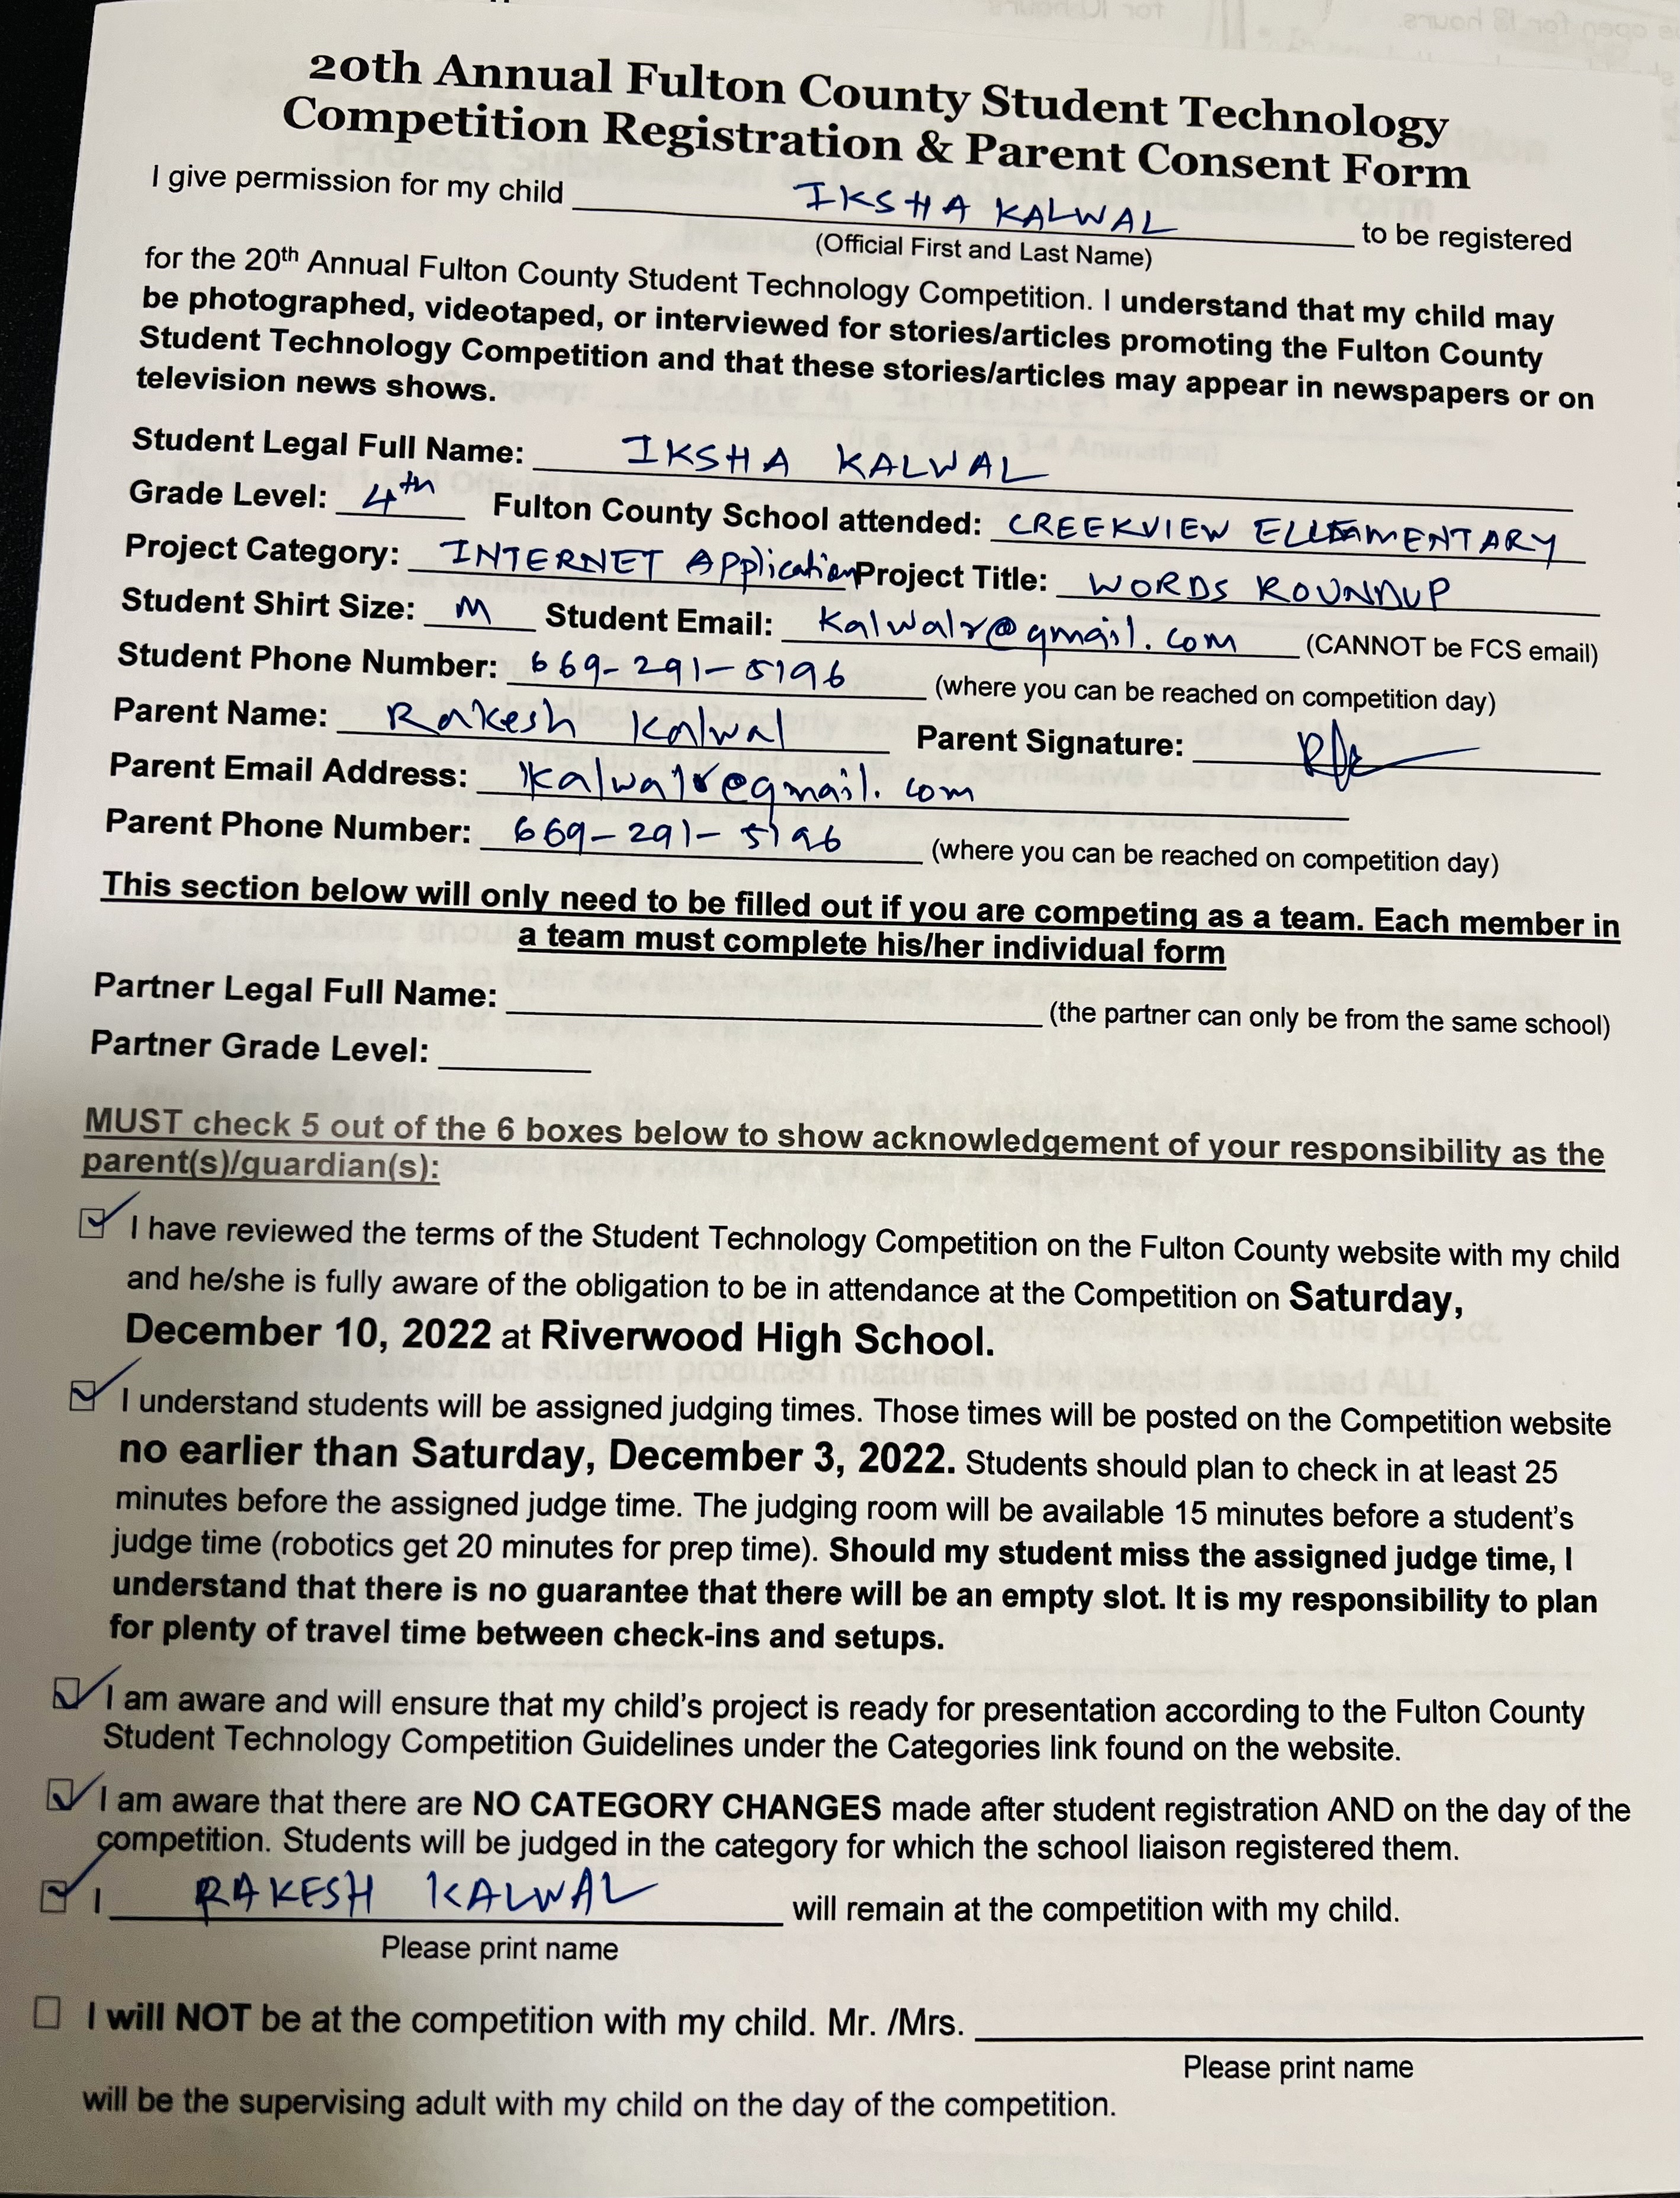 20th Annual Fulton County Student Technology
Competition Registration & Parent Consent Form
I give permission for my child IKSHA KALWAL to be registered
(Official First and Last Name)
for the 20th Annual Fulton County Student Technology Competition. I understand that my child may
be photographed, videotaped, or interviewed for stories/articles promoting the Fulton County
Student Technology Competition and that these stories/articles may appear in newspapers or on
television news shows.
Student Legal Full Name: IKSHA KALWAL
Grade Level: 4th Fulton County School attended: CREEKVIEW
Project Category: INTERNET Application Project Title: WORDS ROUNDUP
Student Shirt Size: M Student Email: kalwalr@gmail.com (CANNOT be FCS email)
Student Phone Number: 669-291-5196 (where you can be reached on competition day)
Parent Name: Rakesh Kalwal Parent Signature:
Parent Email Address: kalwalr@gmail.com
Parent Phone Number: 669-291-5196 (where you can be reached on competition day)
This section below will only need to be filled out if you are competing as a team. Each member in
a team must complete his/her individual form
Partner Legal Full Name: (the partner can only be from the same school)
Partner Grade Level:
MUST check 5 out of the 6 boxes below to show acknowledgement of your responsibility as the
parent(s)/guardian(s):
I have reviewed the terms of the Student Technology Competition on the Fulton County website with my child
and he/she is fully aware of the obligation to be in attendance at the Competition on Saturday,
December 10, 2022 at Riverwood High School.
I understand students will be assigned judging times. Those times will be posted on the Competition website
no earlier than Saturday, December 3, 2022. Students should plan to check in at least 25
minutes before the assigned judge time. The judging room will be available 15 minutes before a student's
judge time (robotics get 20 minutes for prep time). Should my student miss the assigned judge time, I
understand that there is no guarantee that there will be an empty slot. It is my responsibility to plan
for plenty of travel time between check-ins and setups.
I am aware and will ensure that my child's project is ready for presentation according to the Fulton County
Student Technology Competition Guidelines under the Categories link found on the website.
I am aware that there are NO CATEGORY CHANGES made after student registration AND on the day of the
competition. Students will be judged in the category for which the school liaison registered them.
I RAKESH KALWAL will remain at the competition with my child.
Please print name
I will NOT be at the competition with my child. Mr. /Mrs.
Please print name
will be the supervising adult with my child on the day of the competition.